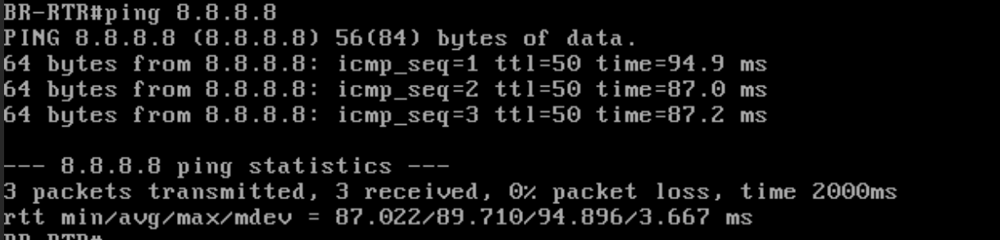 BR-RTR#ping 8.8.8.8
PING 8.8.8.8 (8.8.8.8) 56(84) bytes of data.
64 bytes from 8.8.8.8: icmp_seq=1 ttl=50 time=94.9 ms
64 bytes from 8.8.8.8: icmp_seq=2 ttl=50 time=87.0 ms
64 bytes from 8.8.8.8: icmp_seq=3 ttl=50 time=87.2 ms
--- 8.8.8.8 ping statistics ---
3 packets transmitted, 3 received, 0% packet loss, time 2000ms
rtt min/avg/max/mdev = 87.022/89.710/94.896/3.667 ms
BR-RTR#